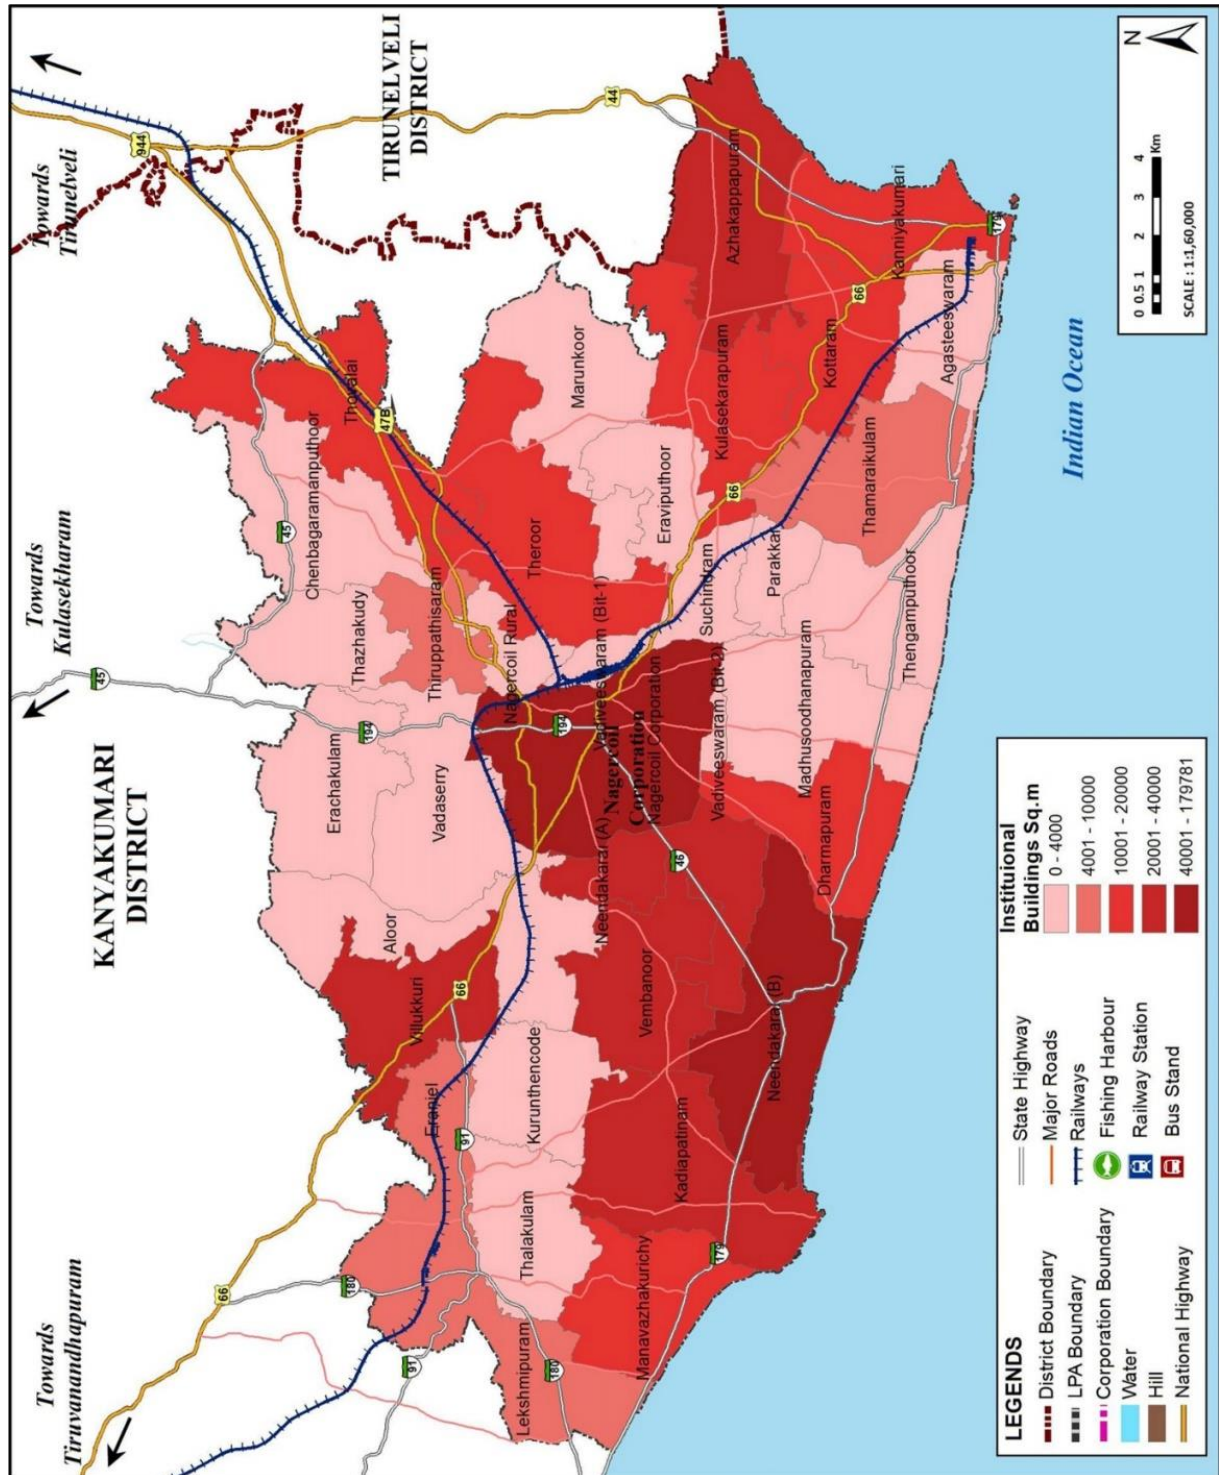 Towards
Tiruvanandhapuram
KANYAKUMARI
DISTRICT
Towards
Kulasekharam
Towards
Tirunelveli
TIRUNELVELI
DISTRICT
944
44
45
45
194
194
47B
66
66
66
66
46
91
91
180
180
179
179
Lekshmipuram
Thalakulam
Manavazhakurichy
Eraniel
Kurunthencode
Kadiapatinam
Villukkuri
Aloor
Vembanoor
Neendakarai (A)
Neendakarai (B)
Erachakulam
Vadaserry
Dharmapuram
Nagercoil
Corporation
Nagercoil Corporation
Nagercoil Rural
Vadiveeswaram (Bit-1)
Vadiveeswaram (Bit-2)
Madhusoodhanapuram
Thazhakudy
Thiruppathisaram
Chenbagaramanputhoor
Thovalai
Theroor
Suchindram
Parakkai
Thengamputhoor
Eraviputhoor
Marunkoor
Thamaraikulam
Kulasekarapuram
Kottaram
Agasteeswaram
Azhakappapuram
Kanniyakumari
Indian Ocean
LEGENDS
District Boundary
LPA Boundary
Corporation Boundary
Water
Hill
National Highway
State Highway
Major Roads
Railways
Fishing Harbour
Railway Station
Bus Stand
Instituional
Buildings Sq.m
0 - 4000
4001 - 10000
10001 - 20000
20001 - 40000
40001 - 179781
N
0 0.5 1 2 3 4
Km
SCALE : 1:1,60,000